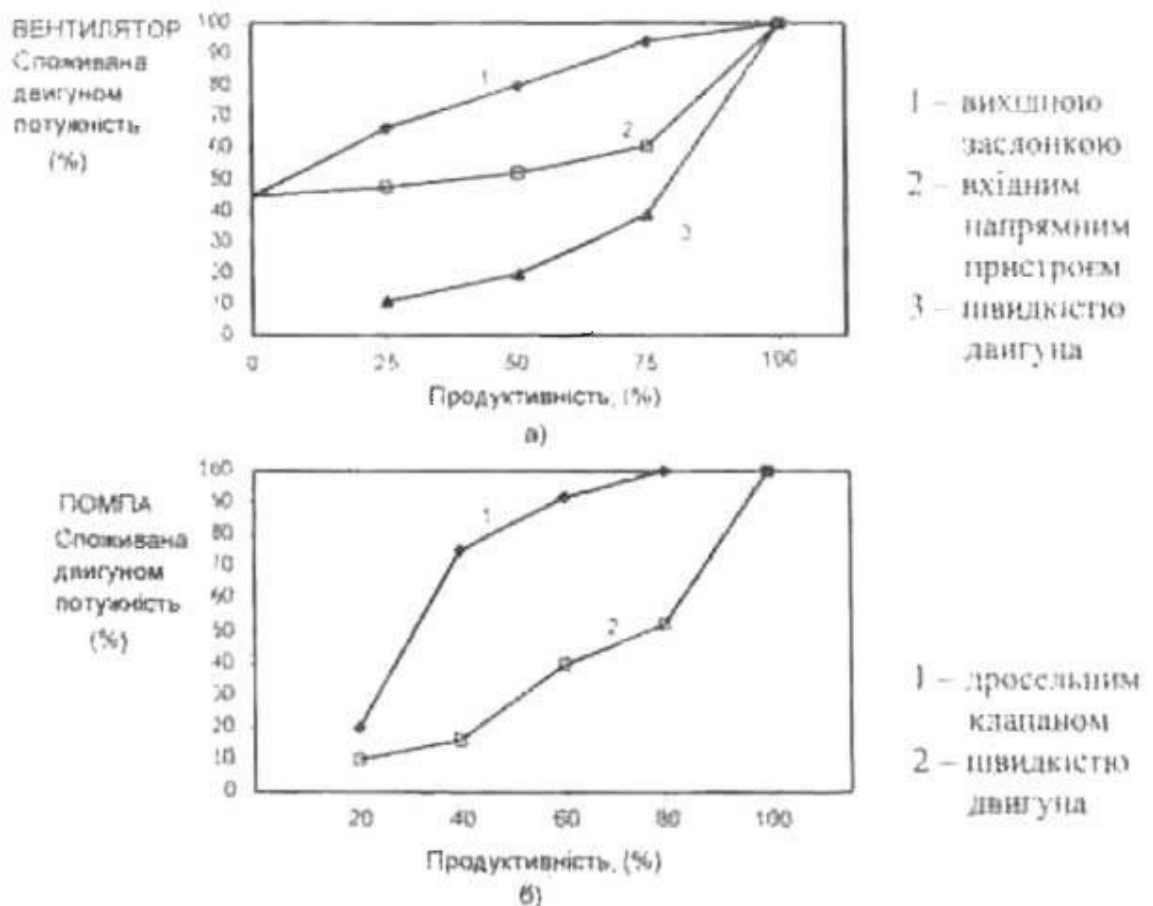 ВЕНТИЛЯТОР
Споживана
двигуном
потужність
(%)
100
90
80
70
60
50
40
30
20
10
0
1
2
3
0 25 50 75 100
Продуктивність, (%)
а)
1 – вихідною
заслонкою
2 – вхідним
напрямним
пристроєм
3 – швидкістю
двигуна
ПОМПА
Споживана
двигуном
потужність
(%)
100
90
80
70
60
50
40
30
20
10
0
1
2
20 40 60 80 100
Продуктивність, (%)
б)
1 – дросельним
клапаном
2 – швидкістю
двигуна